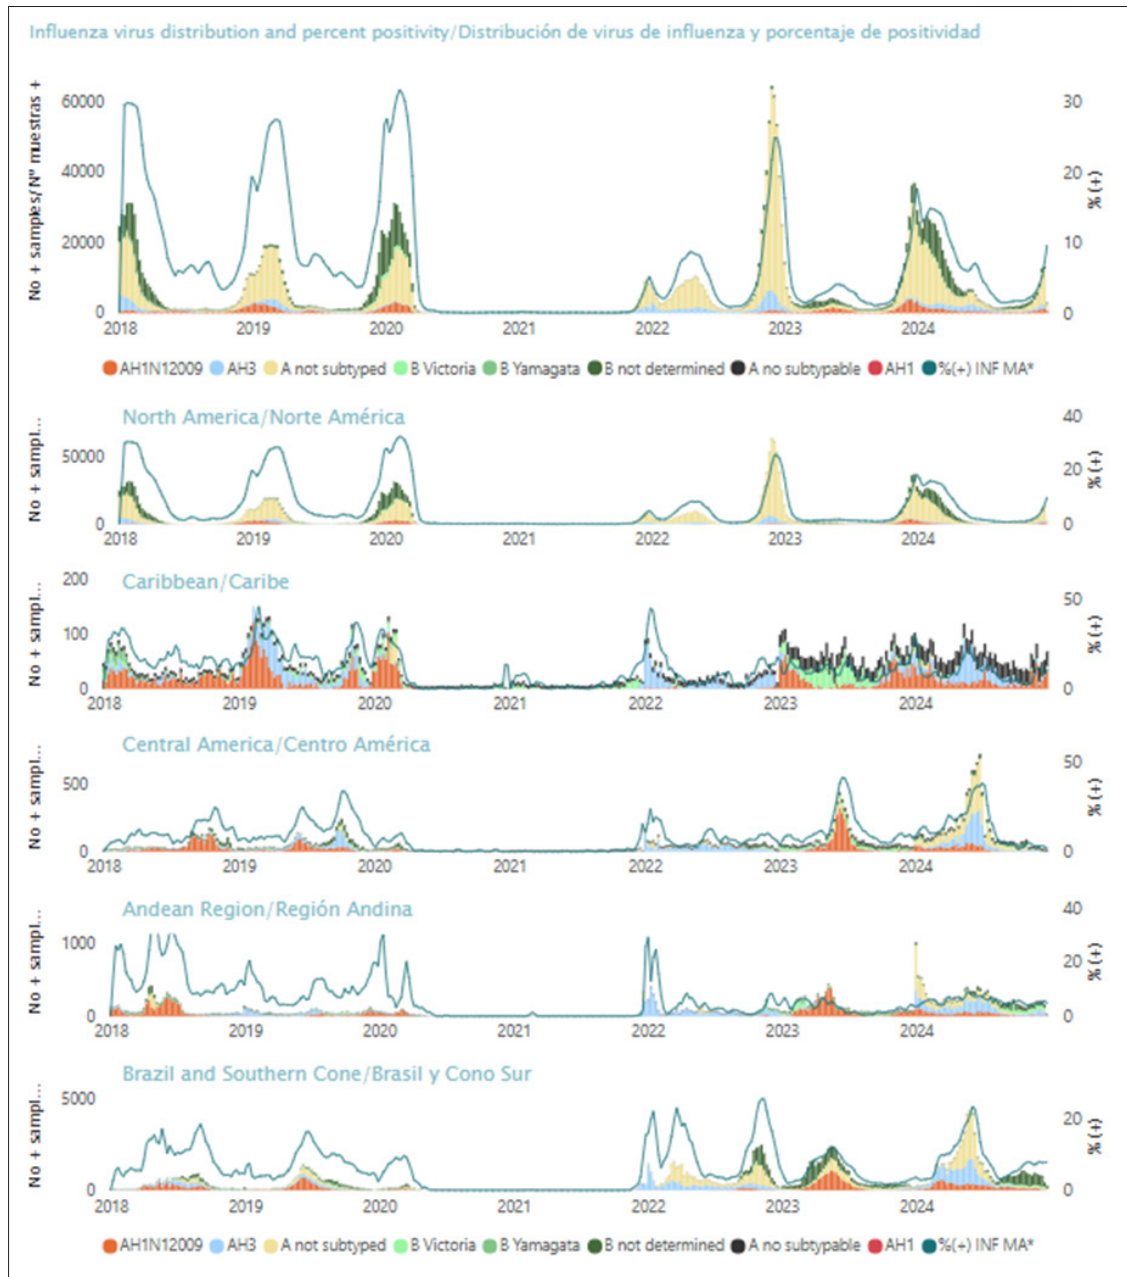 Influenza virus distribution and percent positivity/Distribución de virus de influenza y porcentaje de positividad
No + samples/ N° muestras +
60000
40000
20000
0
30
20
10
0
% (+)
2018 2019 2020 2021 2022 2023 2024
AH1N12009 AH3 A not subtyped B Victoria B Yamagata B not determined A no subtypable AH1 %(+) INF MA*
North America/Norte América
No + sampl...
50000
0
40
20
0
% (+)
2018 2019 2020 2021 2022 2023 2024
Caribbean/Caribe
No + sampl...
200
100
0
50
0
% (+)
2018 2019 2020 2021 2022 2023 2024
Central America/Centro América
No + sampl...
500
0
50
0
% (+)
2018 2019 2020 2021 2022 2023 2024
Andean Region/Región Andina
No + sampl...
1000
0
40
20
0
% (+)
2018 2019 2020 2021 2022 2023 2024
Brazil and Southern Cone/Brasil y Cono Sur
No + sampl...
5000
0
20
0
% (+)
2018 2019 2020 2021 2022 2023 2024
AH1N12009 AH3 A not subtyped B Victoria B Yamagata B not determined A no subtypable AH1 %(+) INF MA*